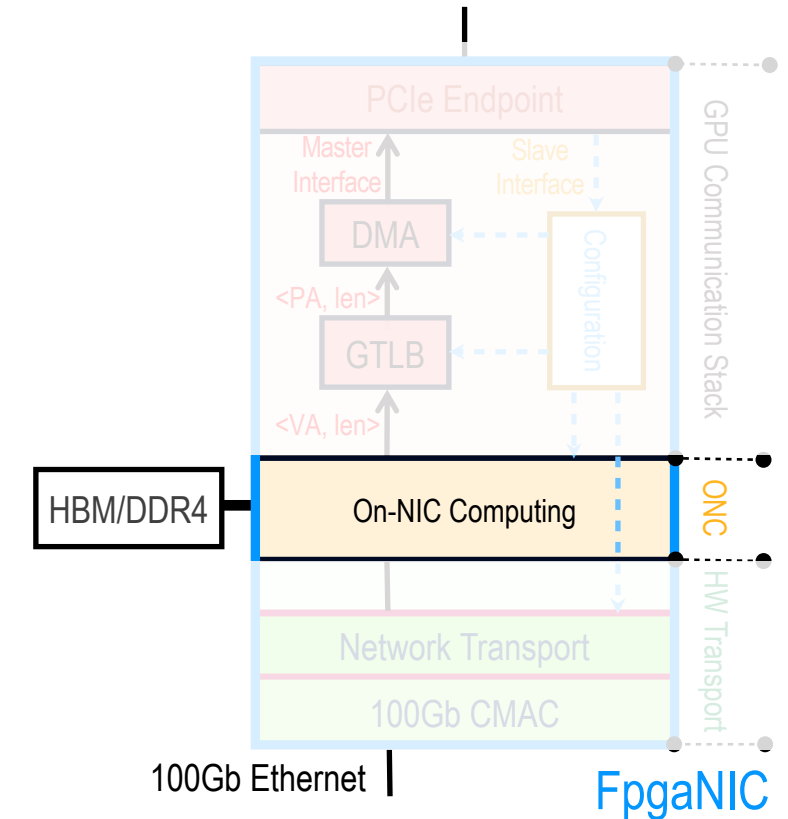 PCIe Endpoint
Master
Interface
Slave
Interface
DMA
Configuration
<PA, len>
GTLB
<VA, len>
GPU Communication Stack
HBM/DDR4
On-NIC Computing
ONC
Network Transport
100Gb CMAC
HW Transport
100Gb Ethernet
FpgaNIC